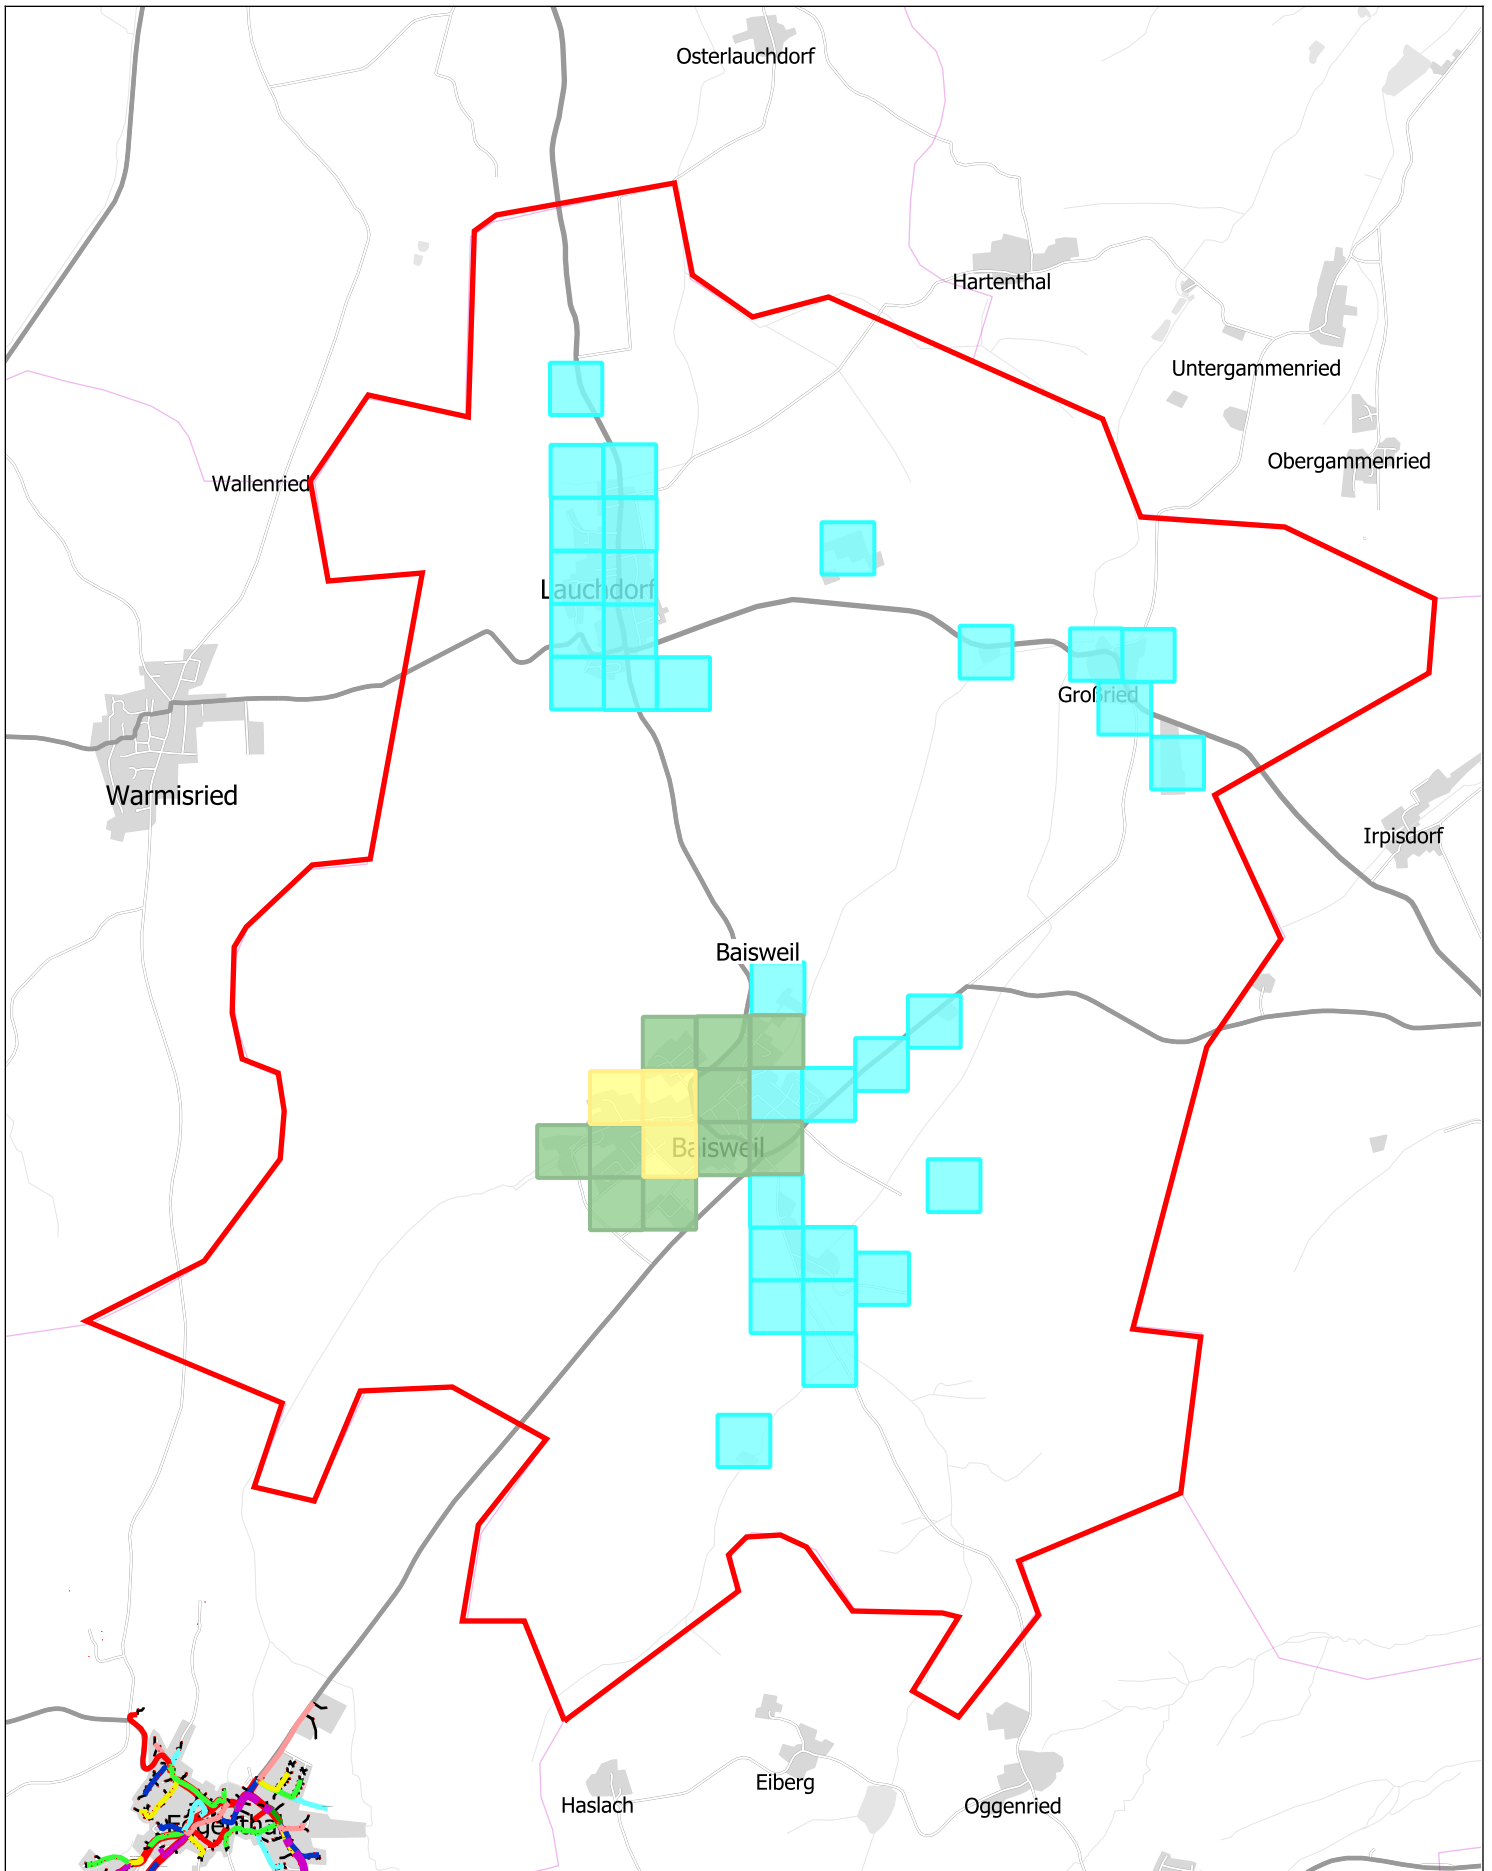 Osterlauchdorf
Hartenthal
Untergammenried
Obergammenried
Wallenried
Lauchdorf
Großried
Warmisried
Irpisdorf
Baisweil
Baisweil
Eiberg
Haslach
Oggenried